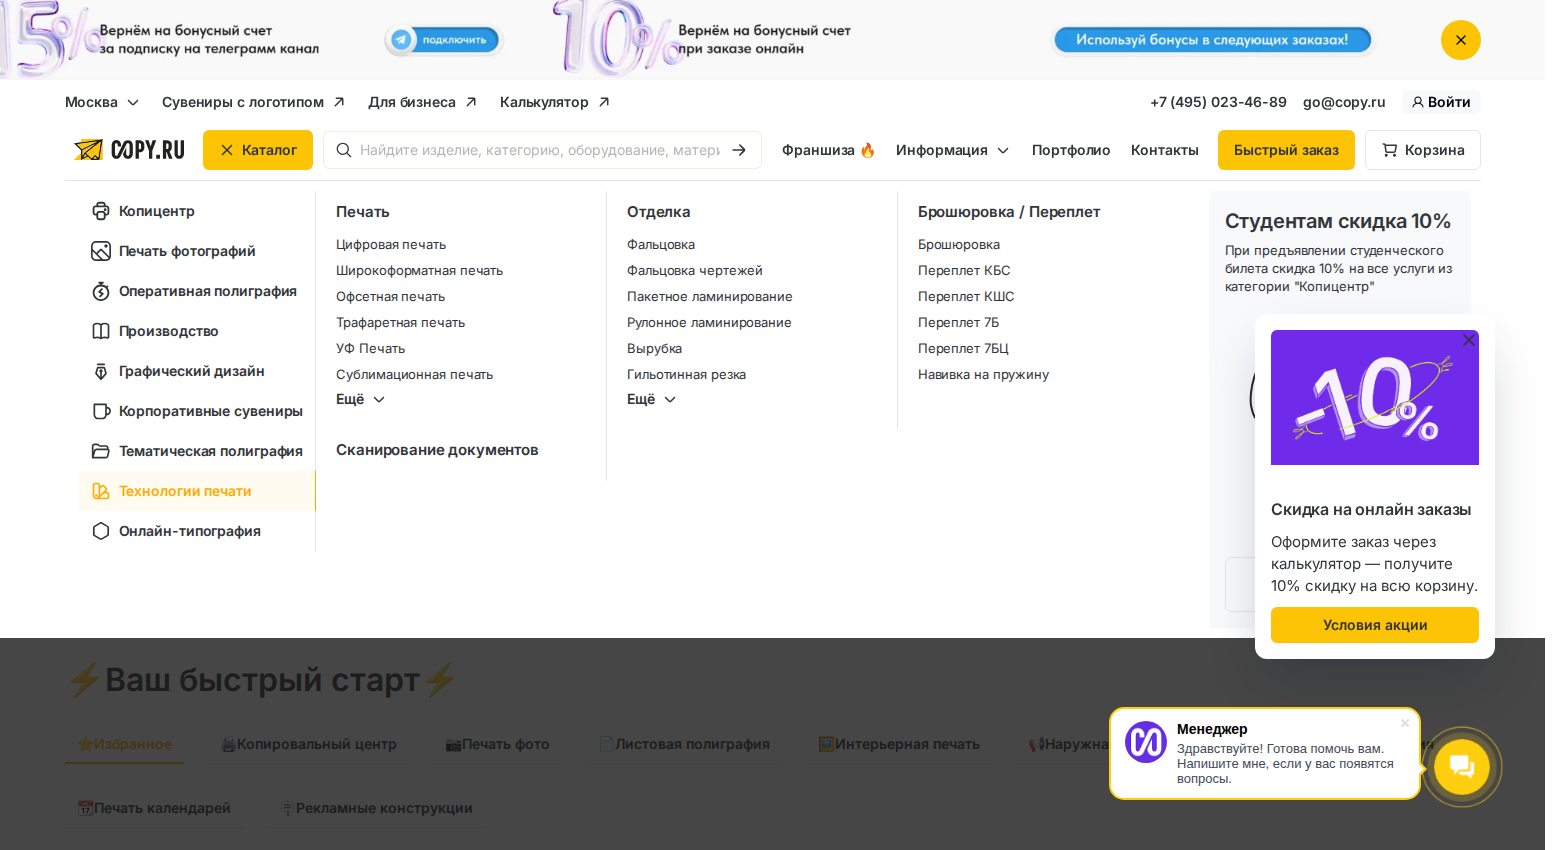 15%
Вернём на бонусный счет
за подписку на телеграмм канал
подключить
10%
Вернём на бонусный счет
при заказе онлайн
Используй бонусы в следующих заказах!
Москва
Сувениры с логотипом
Для бизнеса
Калькулятор
+7 (495) 023-46-89
go@copy.ru
Войти
COPY.RU
Каталог
Найдите изделие, категорию, оборудование, матери
Франшиза 🔥
Информация
Портфолио
Контакты
Быстрый заказ
Корзина
Копицентр
Печать фотографий
Оперативная полиграфия
Производство
Графический дизайн
Корпоративные сувениры
Тематическая полиграфия
Технологии печати
Онлайн-типография
Печать
Цифровая печать
Широкоформатная печать
Офсетная печать
Трафаретная печать
УФ Печать
Сублимационная печать
Ещё
Сканирование документов
Отделка
Фальцовка
Фальцовка чертежей
Пакетное ламинирование
Рулонное ламинирование
Вырубка
Гильотинная резка
Ещё
Брошюровка / Переплет
Брошюровка
Переплет КБС
Переплет КШС
Переплет 7Б
Переплет 7БЦ
Навивка на пружину
Студентам скидка 10%
При предъявлении студенческого
билета скидка 10% на все услуги из
категории "Копицентр"
-10%
Скидка на онлайн заказы
Оформите заказ через
калькулятор — получите
10% скидку на всю корзину.
Условия акции
⚡Ваш быстрый старт⚡
⭐Избранное
🖨️Копировальный центр
📷Печать фото
📄Листовая полиграфия
🖼️Интерьерная печать
📢Наружна
📆Печать календарей
🪧Рекламные конструкции
Менеджер
Здравствуйте! Готова помочь вам.
Напишите мне, если у вас появятся
вопросы.